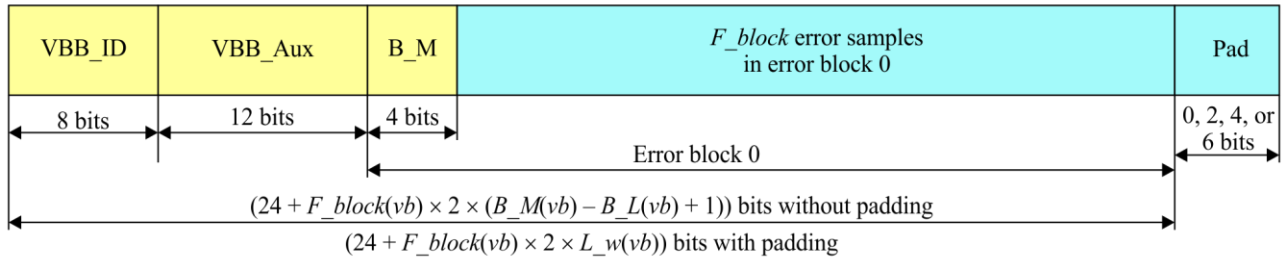 VBB_ID VBB_Aux B_M F_block error samples
in error block 0 Pad
8 bits 12 bits 4 bits 0, 2, 4, or
6 bits
Error block 0
(24 + F_block(vb) × 2 × (B_M(vb) – B_L(vb) + 1)) bits without padding
(24 + F_block(vb) × 2 × L_w(vb)) bits with padding